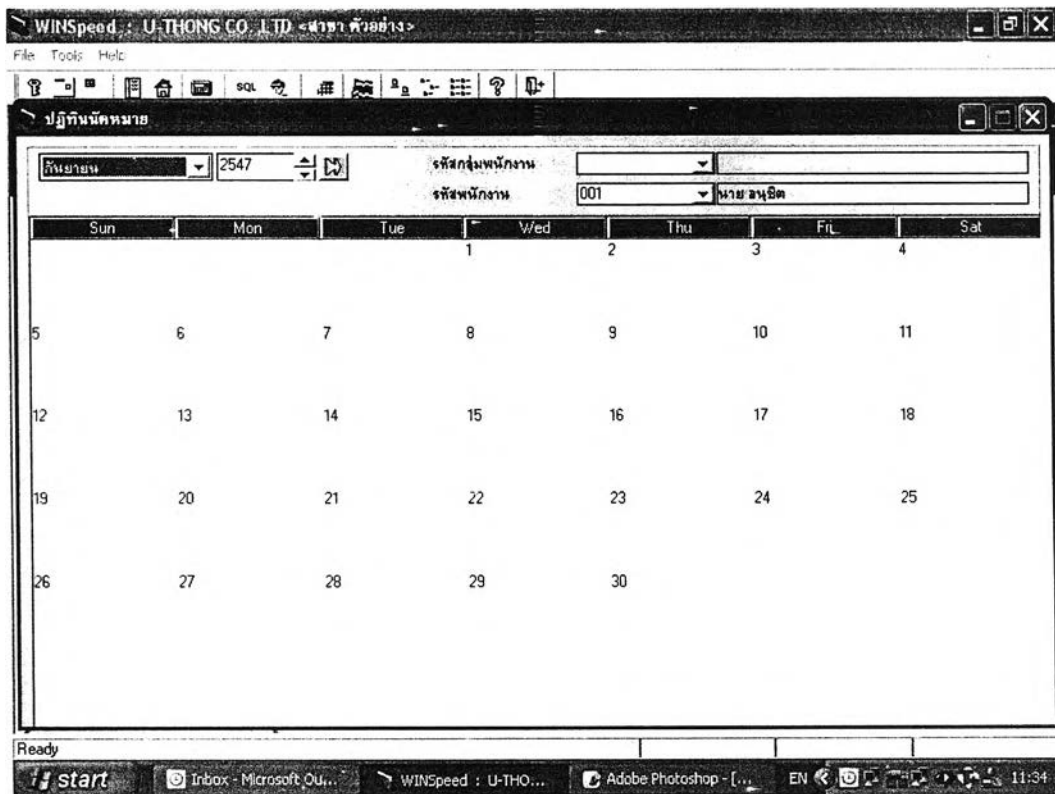 WINSpeed : U-THONG CO.,LTD <สาขา ตัวอย่าง>
File Tools Help
SQL
ปฏิทินนัดหมาย
กันยายน 2547 รหัสกลุ่มพนักงาน
รหัสพนักงาน 001 นาย อนุชิต
Sun Mon Tue Wed Thu Fri Sat
1 2 3 4
5 6 7 8 9 10 11
12 13 14 15 16 17 18
19 20 21 22 23 24 25
26 27 28 29 30
Ready
start Inbox - Microsoft Ou... WINSpeed : U-THO... Adobe Photoshop - [... EN 11:34